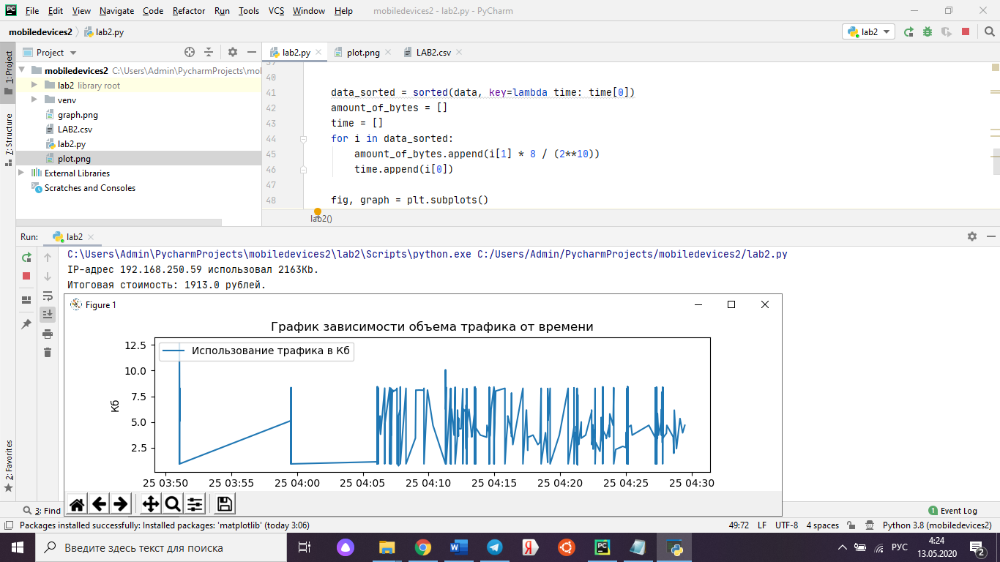 File Edit View Navigate Code Refactor Run Tools VCS Window Help mobiledevices2 - lab2.py - PyCharm
mobiledevices2 lab2.py lab2
1: Project
7: Structure
2: Favorites
Project
mobiledevices2 C:\Users\Admin\PycharmProjects\mol
lab2 library root
venv
graph.png
LAB2.csv
lab2.py
plot.png
External Libraries
Scratches and Consoles
lab2.py plot.png LAB2.csv
39
40
41 data_sorted = sorted(data, key=lambda time: time[0])
42 amount_of_bytes = []
43 time = []
44 for i in data_sorted:
45 amount_of_bytes.append(i[1] * 8 / (2**10))
46 time.append(i[0])
47
48 fig, graph = plt.subplots()
lab2()
Run: lab2
C:\Users\Admin\PycharmProjects\mobiledevices2\lab2\Scripts\python.exe C:/Users/Admin/PycharmProjects/mobiledevices2/lab2.py
IP-адрес 192.168.250.59 использовал 2163Kb.
Итоговая стоимость: 1913.0 рублей.
Figure 1
График зависимости объема трафика от времени
Использование трафика в Кб
Кб
12.5
10.0
7.5
5.0
2.5
25 03:50 25 03:55 25 04:00 25 04:05 25 04:10 25 04:15 25 04:20 25 04:25 25 04:30
3: Find
1 Event Log
Packages installed successfully: Installed packages: 'matplotlib' (today 3:06) 49:72 LF UTF-8 4 spaces Python 3.8 (mobiledevices2)
Введите здесь текст для поиска
РУС
4:24
13.05.2020
2